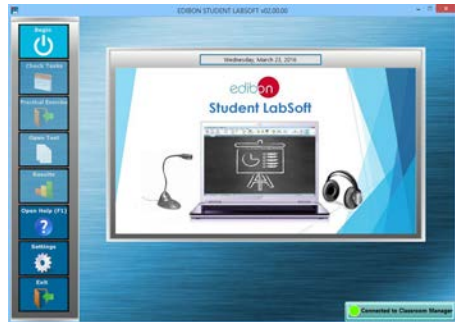 EDIBON STUDENT LABSOFT v02.00.00
Begin
Check Tasks
Practical Exercise
Open Text
Results
Open Help (F1)
Settings
Exit
Wednesday, March 23, 2016
edibon
Student LabSoft
Connected to Classroom Manager